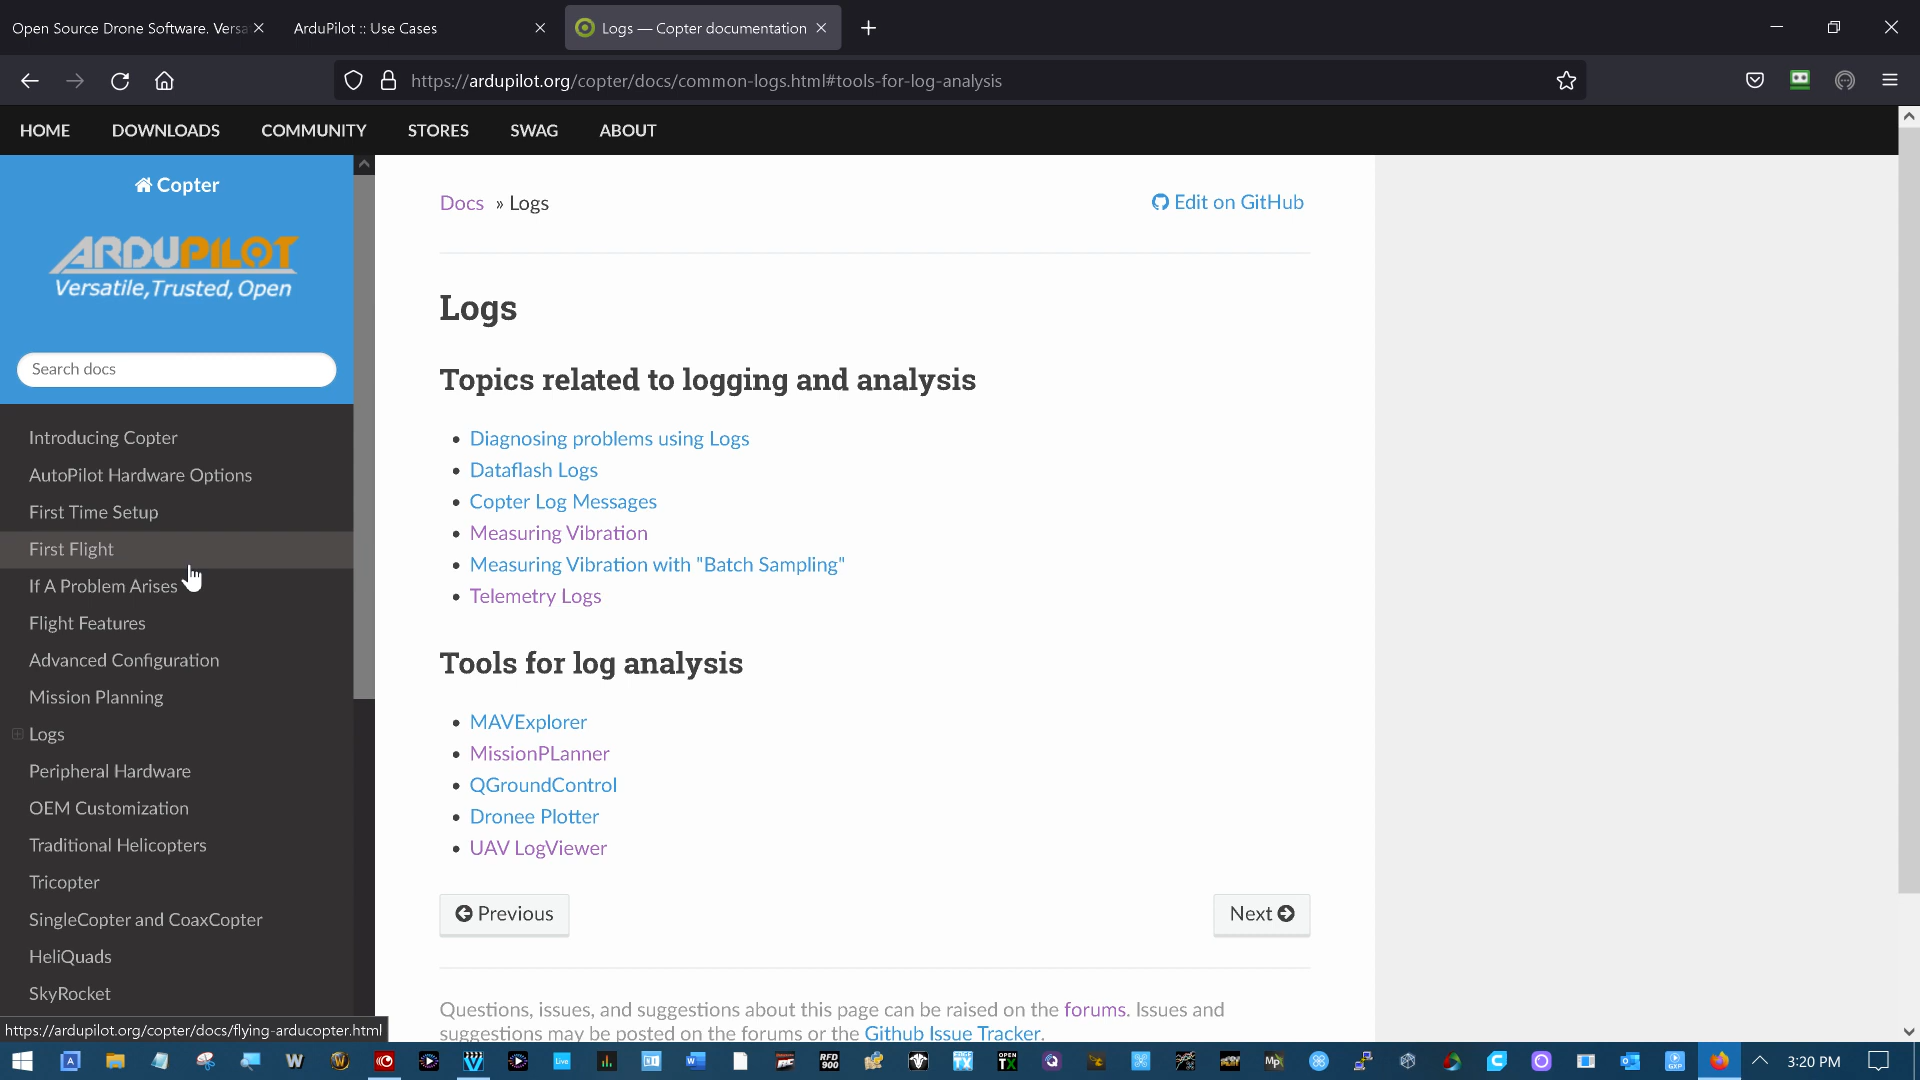 Open Source Drone Software. Versa
ArduPilot :: Use Cases
Logs — Copter documentation
https://ardupilot.org/copter/docs/common-logs.html#tools-for-log-analysis
HOME
DOWNLOADS
COMMUNITY
STORES
SWAG
ABOUT
Copter
ARDUPILOT
Versatile, Trusted, Open
Search docs
Introducing Copter
AutoPilot Hardware Options
First Time Setup
First Flight
If A Problem Arises
Flight Features
Advanced Configuration
Mission Planning
Logs
Peripheral Hardware
OEM Customization
Traditional Helicopters
Tricopter
SingleCopter and CoaxCopter
HeliQuads
SkyRocket
https://ardupilot.org/copter/docs/flying-arducopter.html
Docs » Logs
Edit on GitHub
Logs
Topics related to logging and analysis
Diagnosing problems using Logs
Dataflash Logs
Copter Log Messages
Measuring Vibration
Measuring Vibration with "Batch Sampling"
Telemetry Logs
Tools for log analysis
MAVExplorer
MissionPLanner
QGroundControl
Dronee Plotter
UAV LogViewer
Previous
Next
Questions, issues, and suggestions about this page can be raised on the forums. Issues and
suggestions may be posted on the forums or the Github Issue Tracker.
3:20 PM